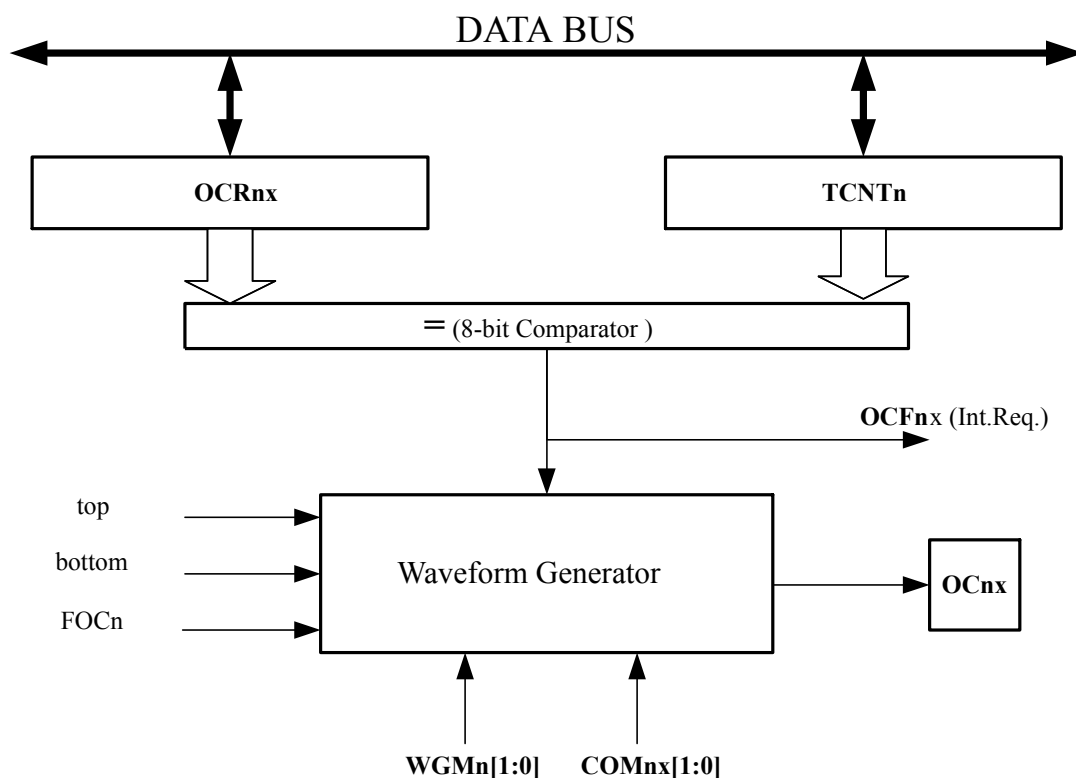 DATA BUS
OCRnx
TCNTn
= (8-bit Comparator )
OCFnx (Int.Req.)
top
bottom
FOCn
Waveform Generator
OCnx
WGMn[1:0]
COMnx[1:0]